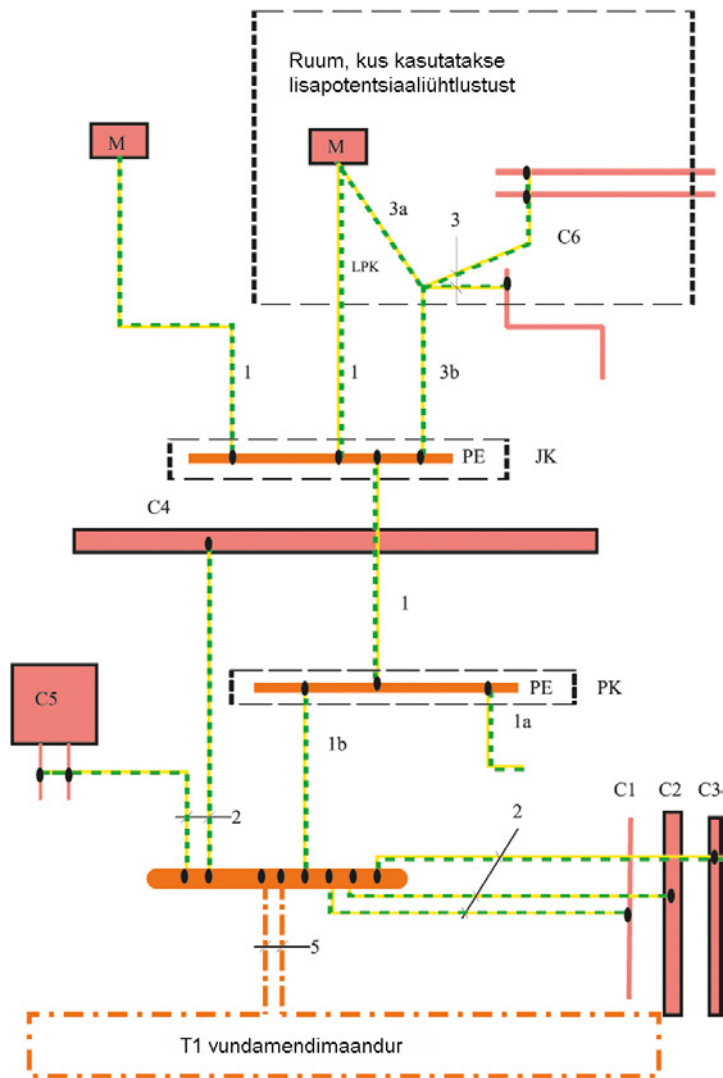 Ruum, kus kasutatakse
lisapotentsiaaliühtlustust
M
M
3a
3
C6
LPK
1
1
3b
PE
JK
C4
1
C5
PE
PK
1b
1a
2
2
C1
C2
C3
5
T1 vundamendimaandur